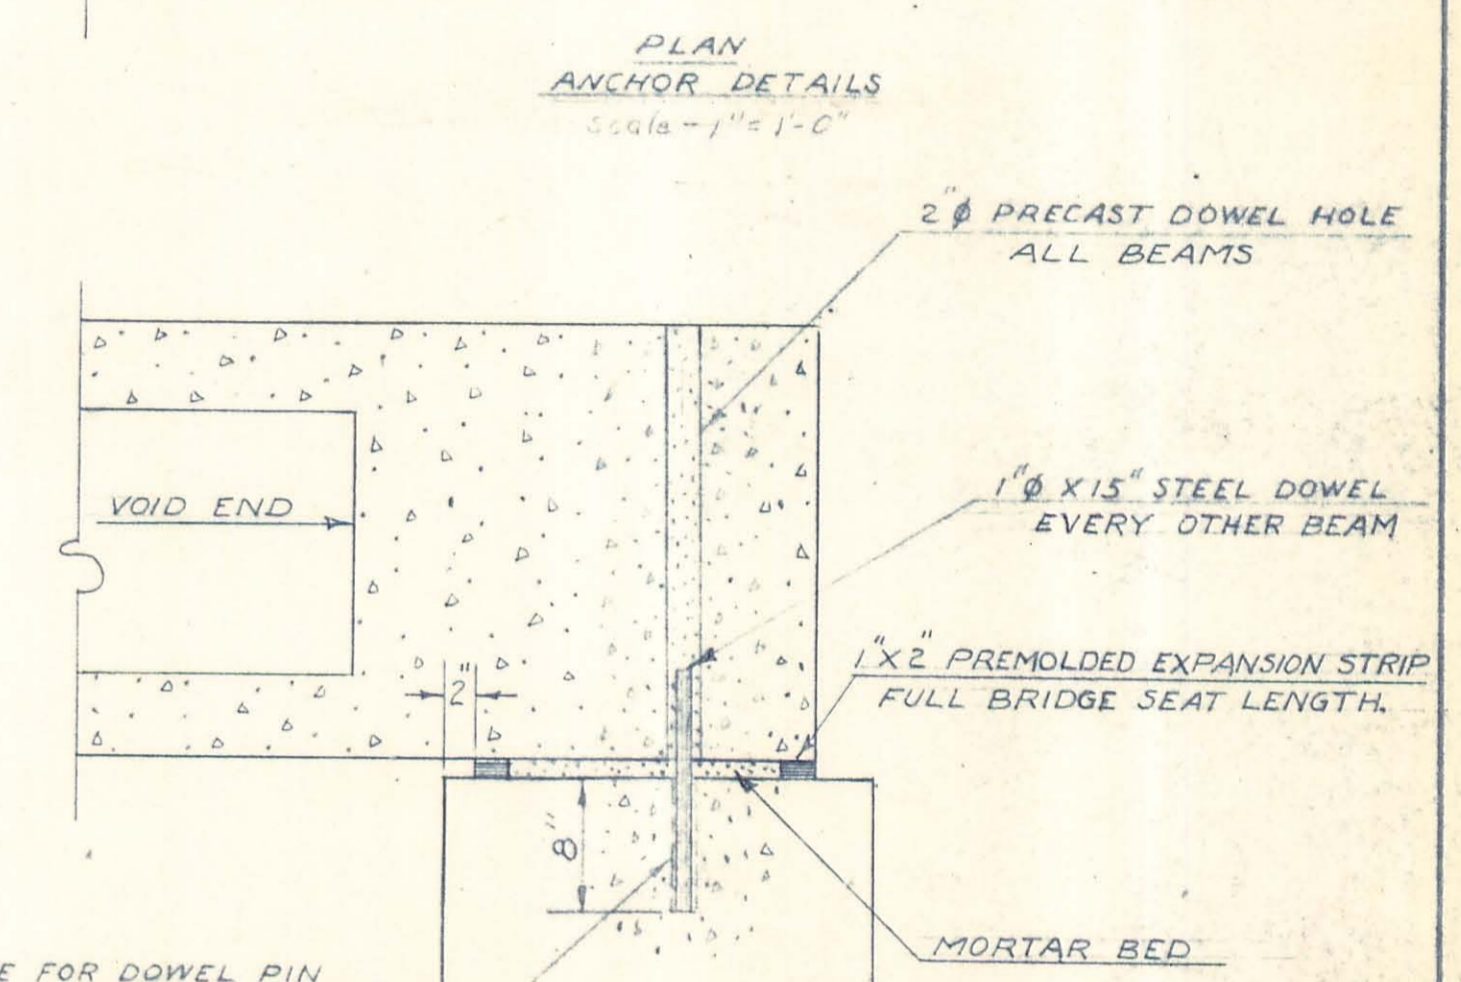 PLAN
ANCHOR DETAILS
Scale - 1" = 1'-0"
2"ϕ PRECAST DOWEL HOLE
ALL BEAMS
VOID END
1"ϕ X 15" STEEL DOWEL
EVERY OTHER BEAM
1"X2" PREMOLDED EXPANSION STRIP
FULL BRIDGE SEAT LENGTH.
2"
8"
MORTAR BED
E FOR DOWEL PIN